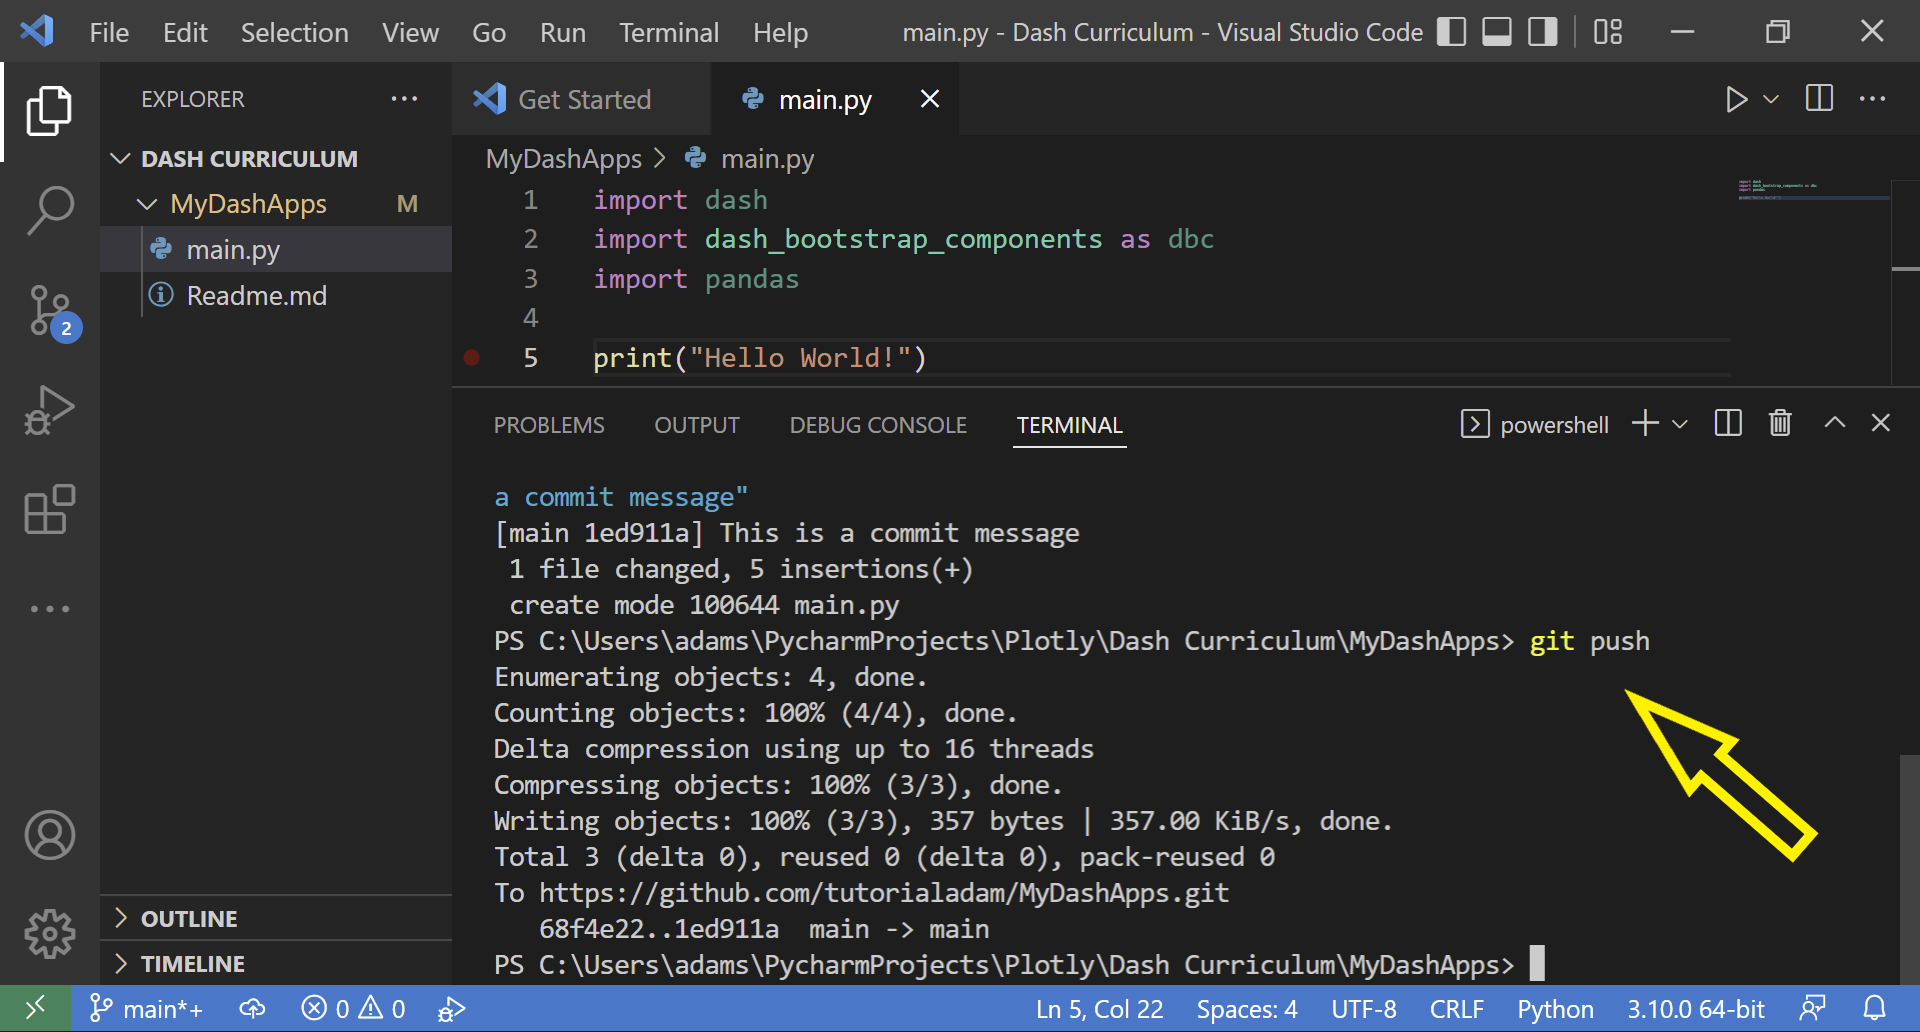 File Edit Selection View Go Run Terminal Help main.py - Dash Curriculum - Visual Studio Code
EXPLORER
Get Started
main.py
DASH CURRICULUM
MyDashApps M
main.py
Readme.md
2
OUTLINE
TIMELINE
MyDashApps > main.py
1 import dash
2 import dash_bootstrap_components as dbc
3 import pandas
4
5 print("Hello World!")
PROBLEMS OUTPUT DEBUG CONSOLE TERMINAL powershell
a commit message"
[main 1ed911a] This is a commit message
1 file changed, 5 insertions(+)
create mode 100644 main.py
PS C:\Users\adams\PycharmProjects\Plotly\Dash Curriculum\MyDashApps> git push
Enumerating objects: 4, done.
Counting objects: 100% (4/4), done.
Delta compression using up to 16 threads
Compressing objects: 100% (3/3), done.
Writing objects: 100% (3/3), 357 bytes | 357.00 KiB/s, done.
Total 3 (delta 0), reused 0 (delta 0), pack-reused 0
To https://github.com/tutorialadam/MyDashApps.git
68f4e22..1ed911a main -> main
PS C:\Users\adams\PycharmProjects\Plotly\Dash Curriculum\MyDashApps>
main*+ 0 0 Ln 5, Col 22 Spaces: 4 UTF-8 CRLF Python 3.10.0 64-bit